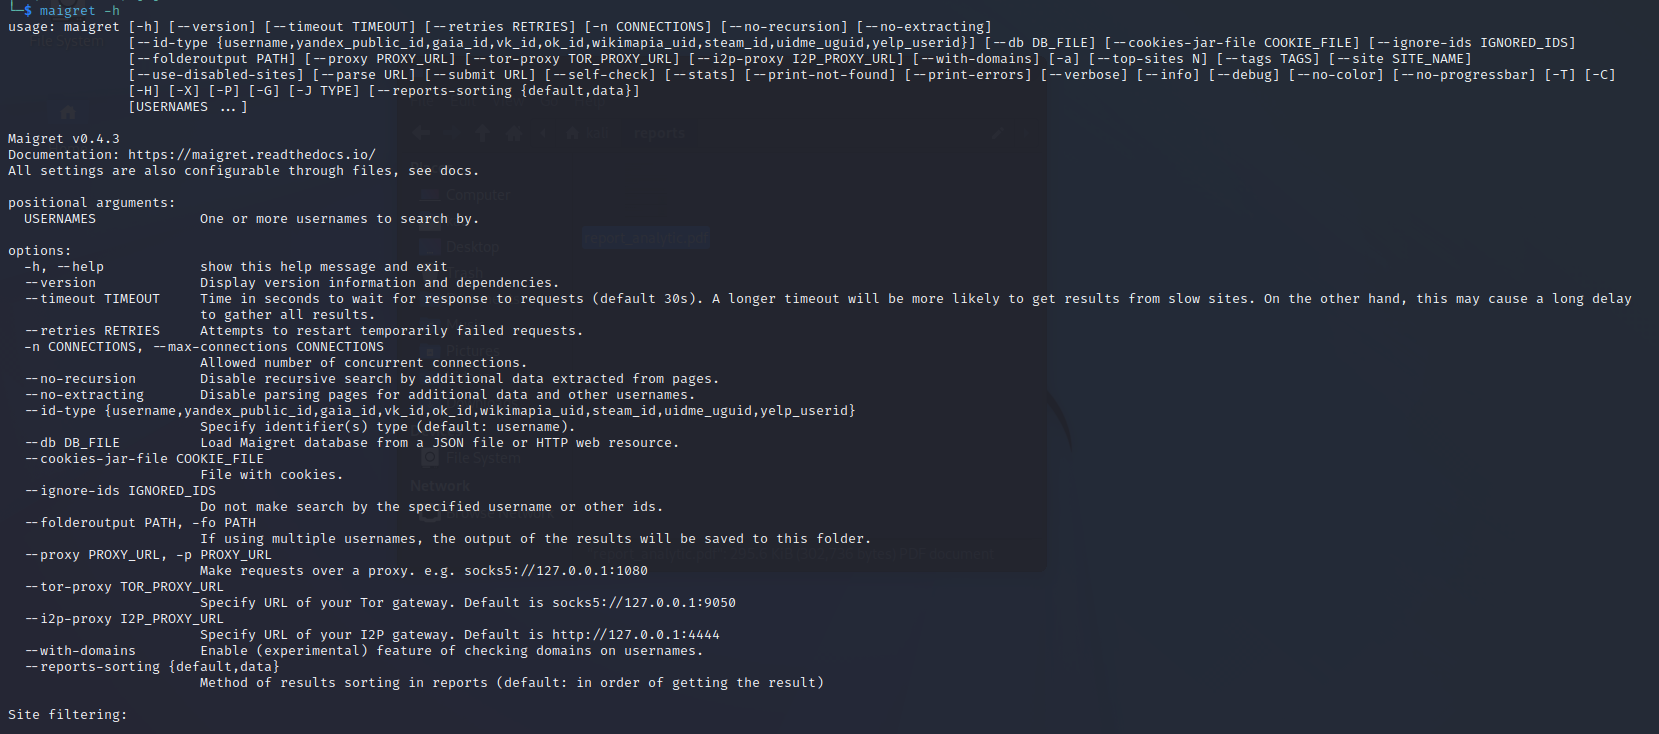 └─$ maigret -h
usage: maigret [-h] [--version] [--timeout TIMEOUT] [--retries RETRIES] [-n CONNECTIONS] [--no-recursion] [--no-extracting]
[--id-type {username,yandex_public_id,gaia_id,vk_id,ok_id,wikimapia_uid,steam_id,uidme_uguid,yelp_userid}] [--db DB_FILE] [--cookies-jar-file COOKIE_FILE] [--ignore-ids IGNORED_IDS]
[--folderoutput PATH] [--proxy PROXY_URL] [--tor-proxy TOR_PROXY_URL] [--i2p-proxy I2P_PROXY_URL] [--with-domains] [-a] [--top-sites N] [--tags TAGS] [--site SITE_NAME]
[--use-disabled-sites] [--parse URL] [--submit URL] [--self-check] [--stats] [--print-not-found] [--print-errors] [--verbose] [--info] [--debug] [--no-color] [--no-progressbar] [-T] [-C]
[-H] [-X] [-P] [-G] [-J TYPE] [--reports-sorting {default,data}]
[USERNAMES ...]
Maigret v0.4.3
Documentation: https://maigret.readthedocs.io/
All settings are also configurable through files, see docs.
positional arguments:
USERNAMES One or more usernames to search by.
options:
-h, --help show this help message and exit
--version Display version information and dependencies.
--timeout TIMEOUT Time in seconds to wait for response to requests (default 30s). A longer timeout will be more likely to get results from slow sites. On the other hand, this may cause a long delay
to gather all results.
--retries RETRIES Attempts to restart temporarily failed requests.
-n CONNECTIONS, --max-connections CONNECTIONS
Allowed number of concurrent connections.
--no-recursion Disable recursive search by additional data extracted from pages.
--no-extracting Disable parsing pages for additional data and other usernames.
--id-type {username,yandex_public_id,gaia_id,vk_id,ok_id,wikimapia_uid,steam_id,uidme_uguid,yelp_userid}
Specify identifier(s) type (default: username).
--db DB_FILE Load Maigret database from a JSON file or HTTP web resource.
--cookies-jar-file COOKIE_FILE
File with cookies.
--ignore-ids IGNORED_IDS
Do not make search by the specified username or other ids.
--folderoutput PATH, -fo PATH
If using multiple usernames, the output of the results will be saved to this folder.
--proxy PROXY_URL, -p PROXY_URL
Make requests over a proxy. e.g. socks5://127.0.0.1:1080
--tor-proxy TOR_PROXY_URL
Specify URL of your Tor gateway. Default is socks5://127.0.0.1:9050
--i2p-proxy I2P_PROXY_URL
Specify URL of your I2P gateway. Default is http://127.0.0.1:4444
--with-domains Enable (experimental) feature of checking domains on usernames.
--reports-sorting {default,data}
Method of results sorting in reports (default: in order of getting the result)
Site filtering:
File System
reports
Computer
Desktop
Pictures
File System
Network